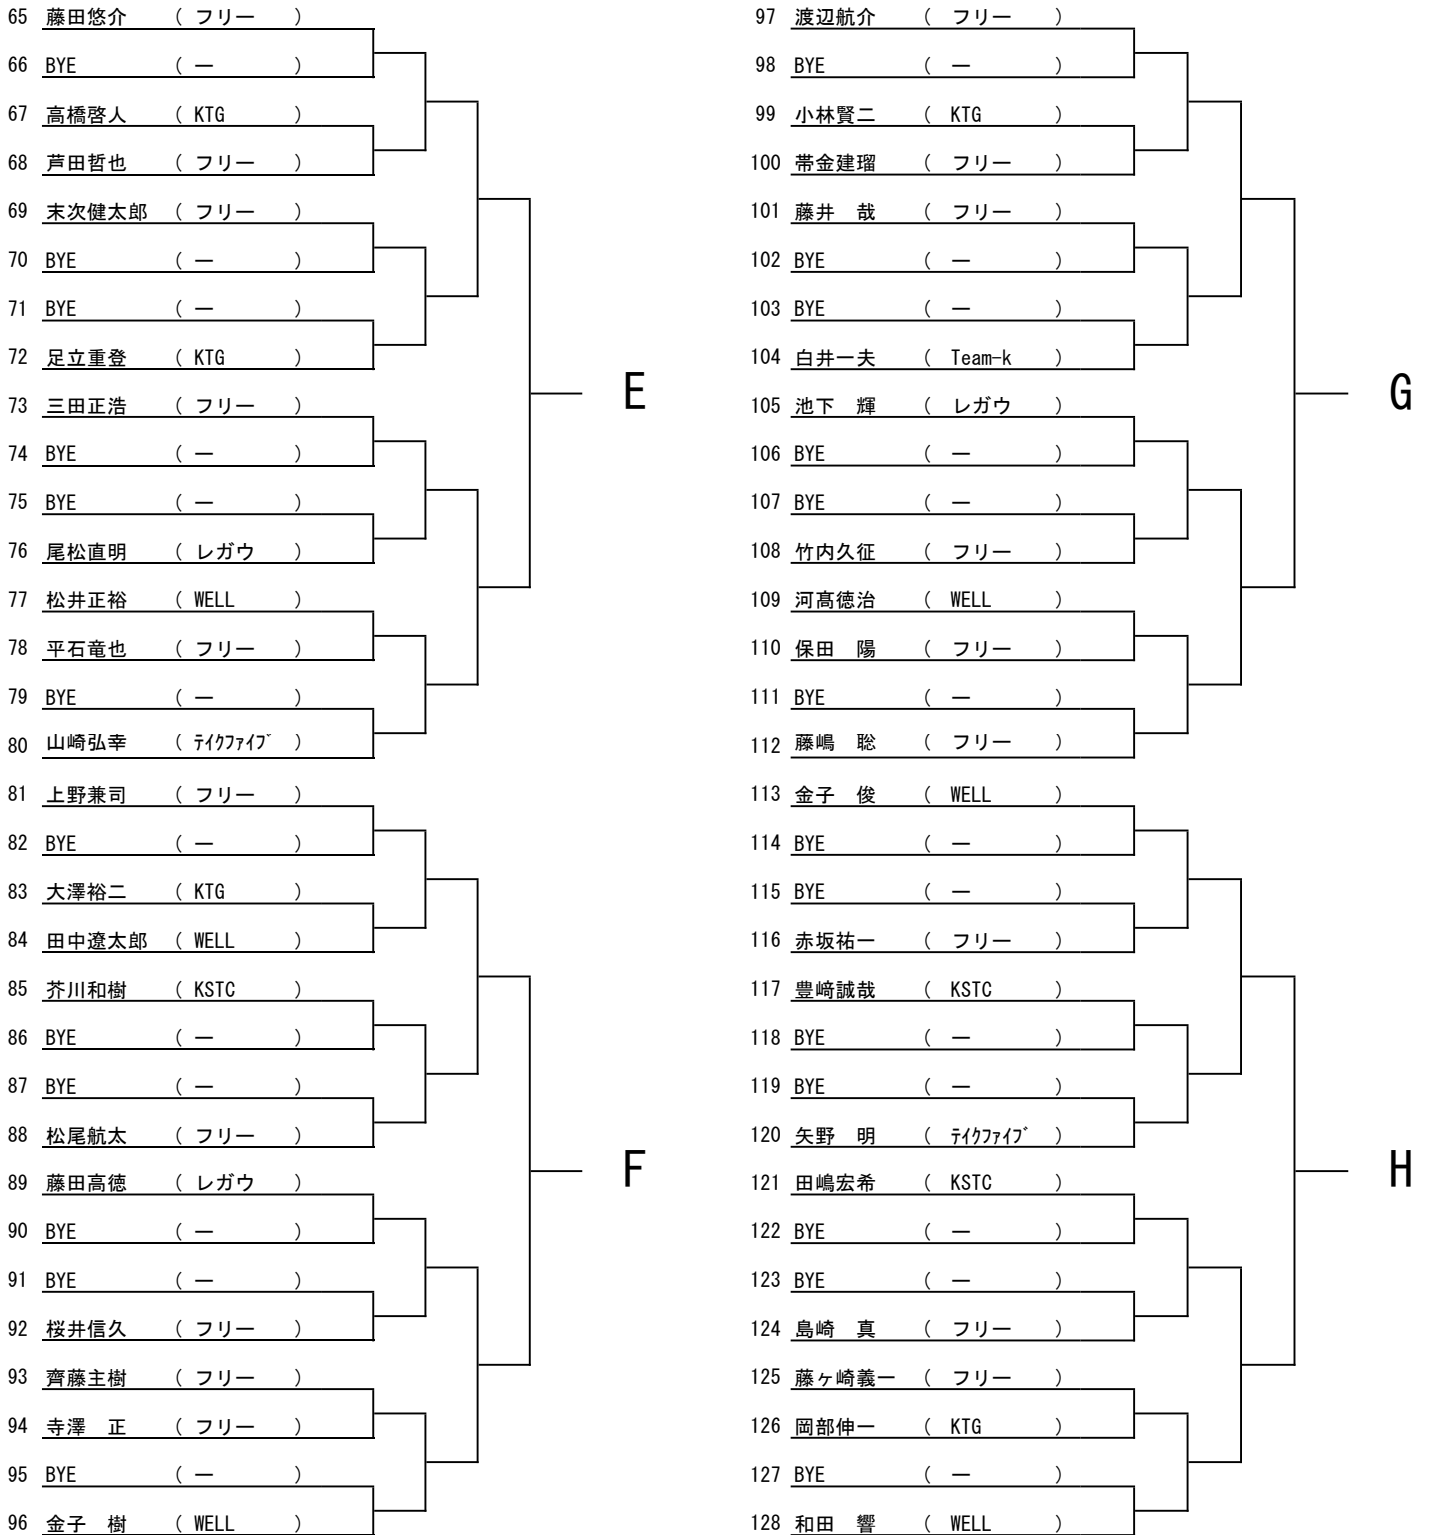 65 藤田悠介 ( フリー )
66 BYE ( ー )
67 高橋啓人 ( KTG )
68 芦田哲也 ( フリー )
69 末次健太郎 ( フリー )
70 BYE ( ー )
71 BYE ( ー )
72 足立重登 ( KTG )
E
73 三田正浩 ( フリー )
74 BYE ( ー )
75 BYE ( ー )
76 尾松直明 ( レガウ )
77 松井正裕 ( WELL )
78 平石竜也 ( フリー )
79 BYE ( ー )
80 山崎弘幸 ( ﾃｲｸﾌｧｲﾌﾞ )
81 上野兼司 ( フリー )
82 BYE ( ー )
83 大澤裕二 ( KTG )
84 田中遼太郎 ( WELL )
85 芥川和樹 ( KSTC )
86 BYE ( ー )
87 BYE ( ー )
88 松尾航太 ( フリー )
F
89 藤田高徳 ( レガウ )
90 BYE ( ー )
91 BYE ( ー )
92 桜井信久 ( フリー )
93 齊藤主樹 ( フリー )
94 寺澤　正 ( フリー )
95 BYE ( ー )
96 金子　樹 ( WELL )
97 渡辺航介 ( フリー )
98 BYE ( ー )
99 小林賢二 ( KTG )
100 帯金建瑠 ( フリー )
101 藤井　哉 ( フリー )
102 BYE ( ー )
103 BYE ( ー )
104 白井一夫 ( Team-k )
G
105 池下　輝 ( レガウ )
106 BYE ( ー )
107 BYE ( ー )
108 竹内久征 ( フリー )
109 河髙徳治 ( WELL )
110 保田　陽 ( フリー )
111 BYE ( ー )
112 藤嶋　聡 ( フリー )
113 金子　俊 ( WELL )
114 BYE ( ー )
115 BYE ( ー )
116 赤坂祐一 ( フリー )
117 豊﨑誠哉 ( KSTC )
118 BYE ( ー )
119 BYE ( ー )
120 矢野　明 ( ﾃｲｸﾌｧｲﾌﾞ )
H
121 田嶋宏希 ( KSTC )
122 BYE ( ー )
123 BYE ( ー )
124 島崎　真 ( フリー )
125 藤ヶ崎義一 ( フリー )
126 岡部伸一 ( KTG )
127 BYE ( ー )
128 和田　響 ( WELL )